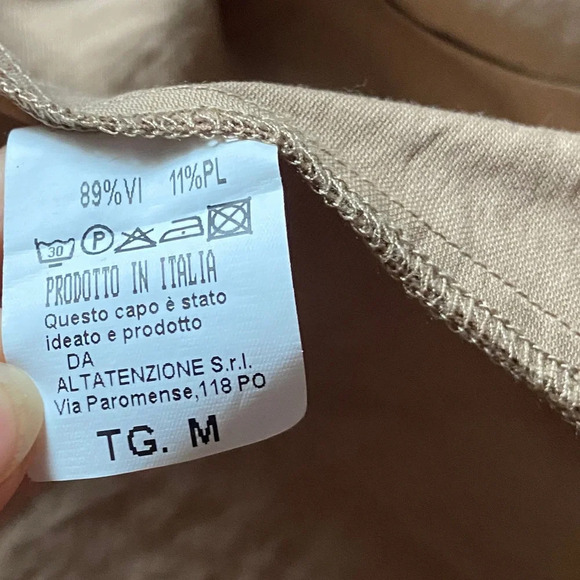 89%VI 11%PL
30 P
PRODOTTO IN ITALIA
Questo capo è stato
ideato e prodotto
DA
ALTATENZIONE S.r.l.
Via Paromense,118 PO
TG. M